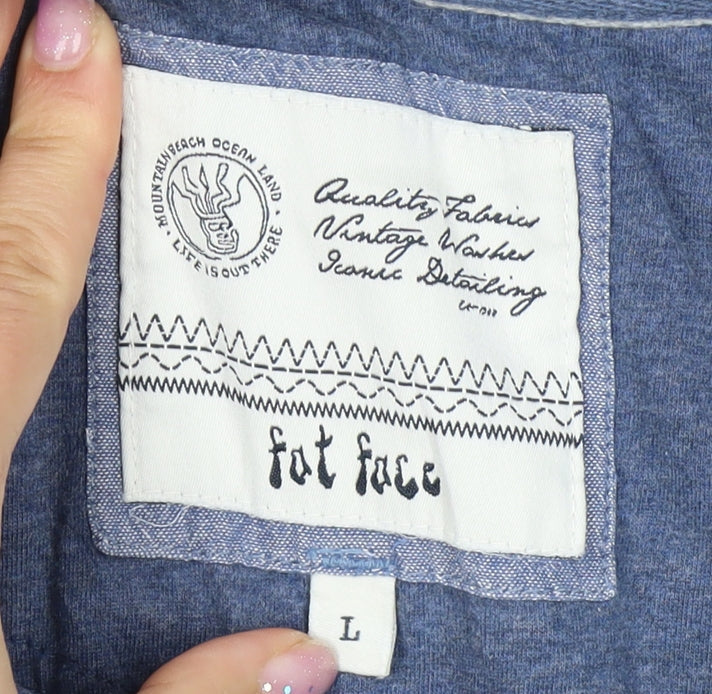 MOUNTAIN BEACH OCEAN LAND
• LIFE IS OUT THERE •
Quality Fabrics
Vintage Washes
Iconic Detailing
fat face
L